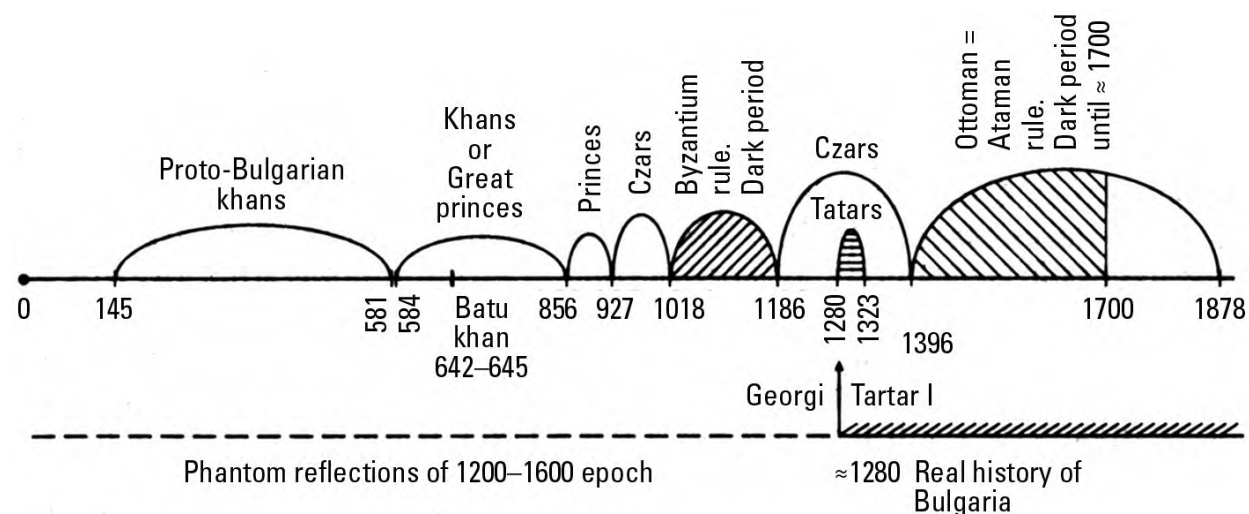 Proto-Bulgarian
khans
Khans
or
Great
princes
Princes
Czars
Byzantium
rule.
Dark period
Czars
Tatars
Ottoman =
Ataman
rule.
Dark period
until ≈ 1700
0
145
581
584
Batu
khan
642–645
856
927
1018
1186
1280
1323
1396
1700
1878
Georgi
Tartar I
Phantom reflections of 1200–1600 epoch
≈1280 Real history of
Bulgaria